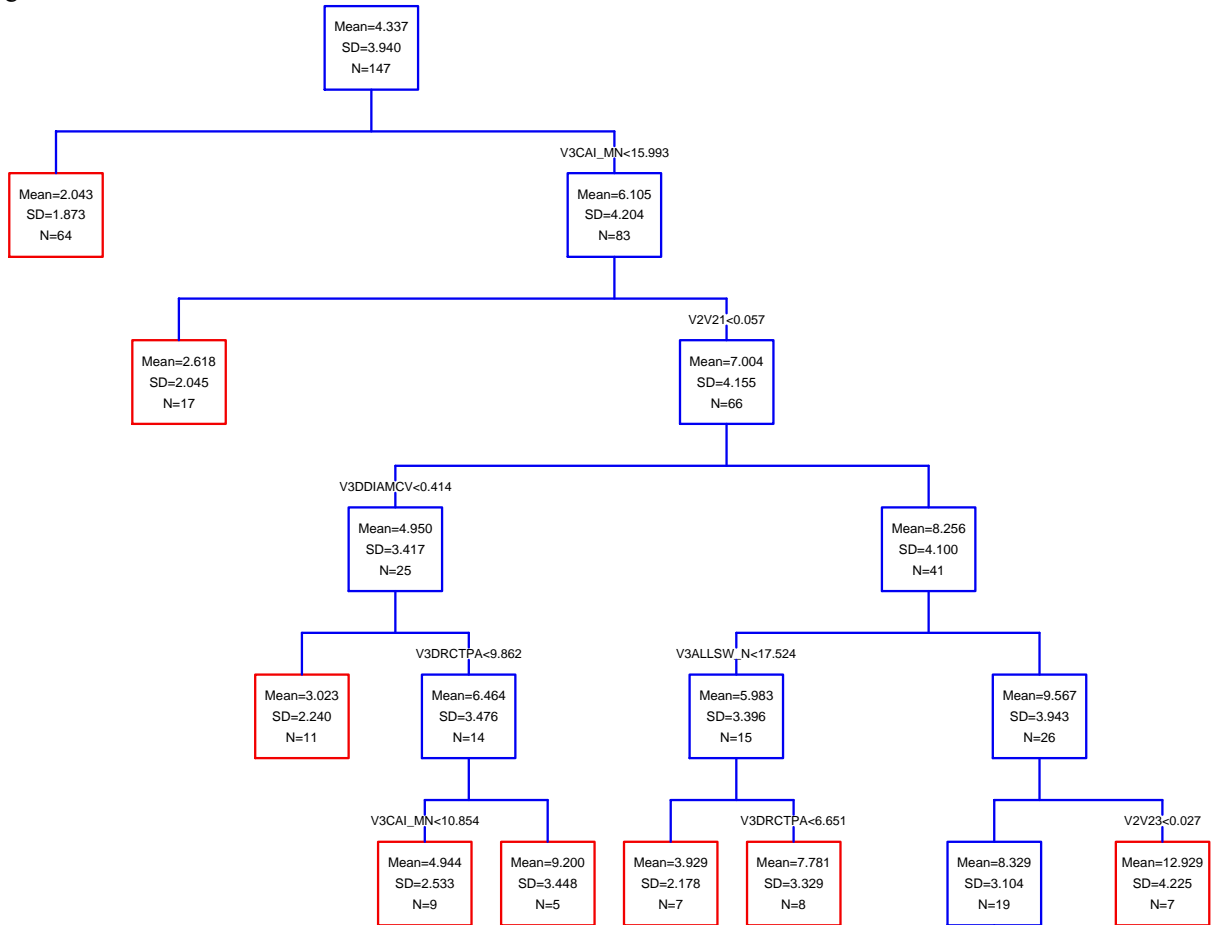 Mean=4.337
SD=3.940
N=147
V3CAI_MN<15.993
Mean=2.043
SD=1.873
N=64
Mean=6.105
SD=4.204
N=83
V2V21<0.057
Mean=2.618
SD=2.045
N=17
Mean=7.004
SD=4.155
N=66
V3DDIAMCV<0.414
Mean=4.950
SD=3.417
N=25
Mean=8.256
SD=4.100
N=41
V3DRCTPA<9.862
V3ALLSW_N<17.524
Mean=3.023
SD=2.240
N=11
Mean=6.464
SD=3.476
N=14
Mean=5.983
SD=3.396
N=15
Mean=9.567
SD=3.943
N=26
V3CAI_MN<10.854
V3DRCTPA<6.651
V2V23<0.027
Mean=4.944
SD=2.533
N=9
Mean=9.200
SD=3.448
N=5
Mean=3.929
SD=2.178
N=7
Mean=7.781
SD=3.329
N=8
Mean=8.329
SD=3.104
N=19
Mean=12.929
SD=4.225
N=7